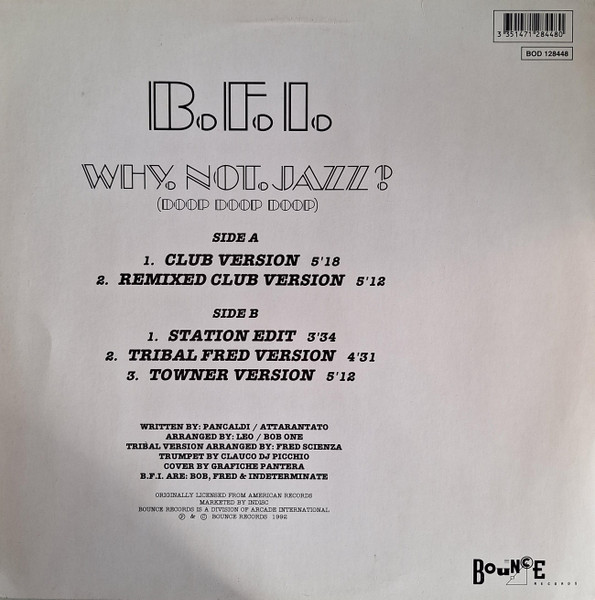 3 351471 284480
BOD 128448
B.F.I.
WHY. NOT. JAZZ?
(DOOP DOOP DOOP)
SIDE A
1. CLUB VERSION 5'18
2. REMIXED CLUB VERSION 5'12
SIDE B
1. STATION EDIT 3'34
2. TRIBAL FRED VERSION 4'31
3. TOWNER VERSION 5'12
WRITTEN BY: PANCALDI / ATTARANTATO
ARRANGED BY: LEO / BOB ONE
TRIBAL VERSION ARRANGED BY: FRED SCIENZA
TRUMPET BY CLAUCO DJ PICCHIO
COVER BY GRAFICHE PANTERA
B.F.I. ARE: BOB, FRED & INDETERMINATE
ORIGINALLY LICENSED FROM AMERICAN RECORDS
MARKETED BY INDISC
BOUNCE RECORDS IS A DIVISION OF ARCADE INTERNATIONAL
℗ & © BOUNCE RECORDS 1992
BOUNCE
RECORDS